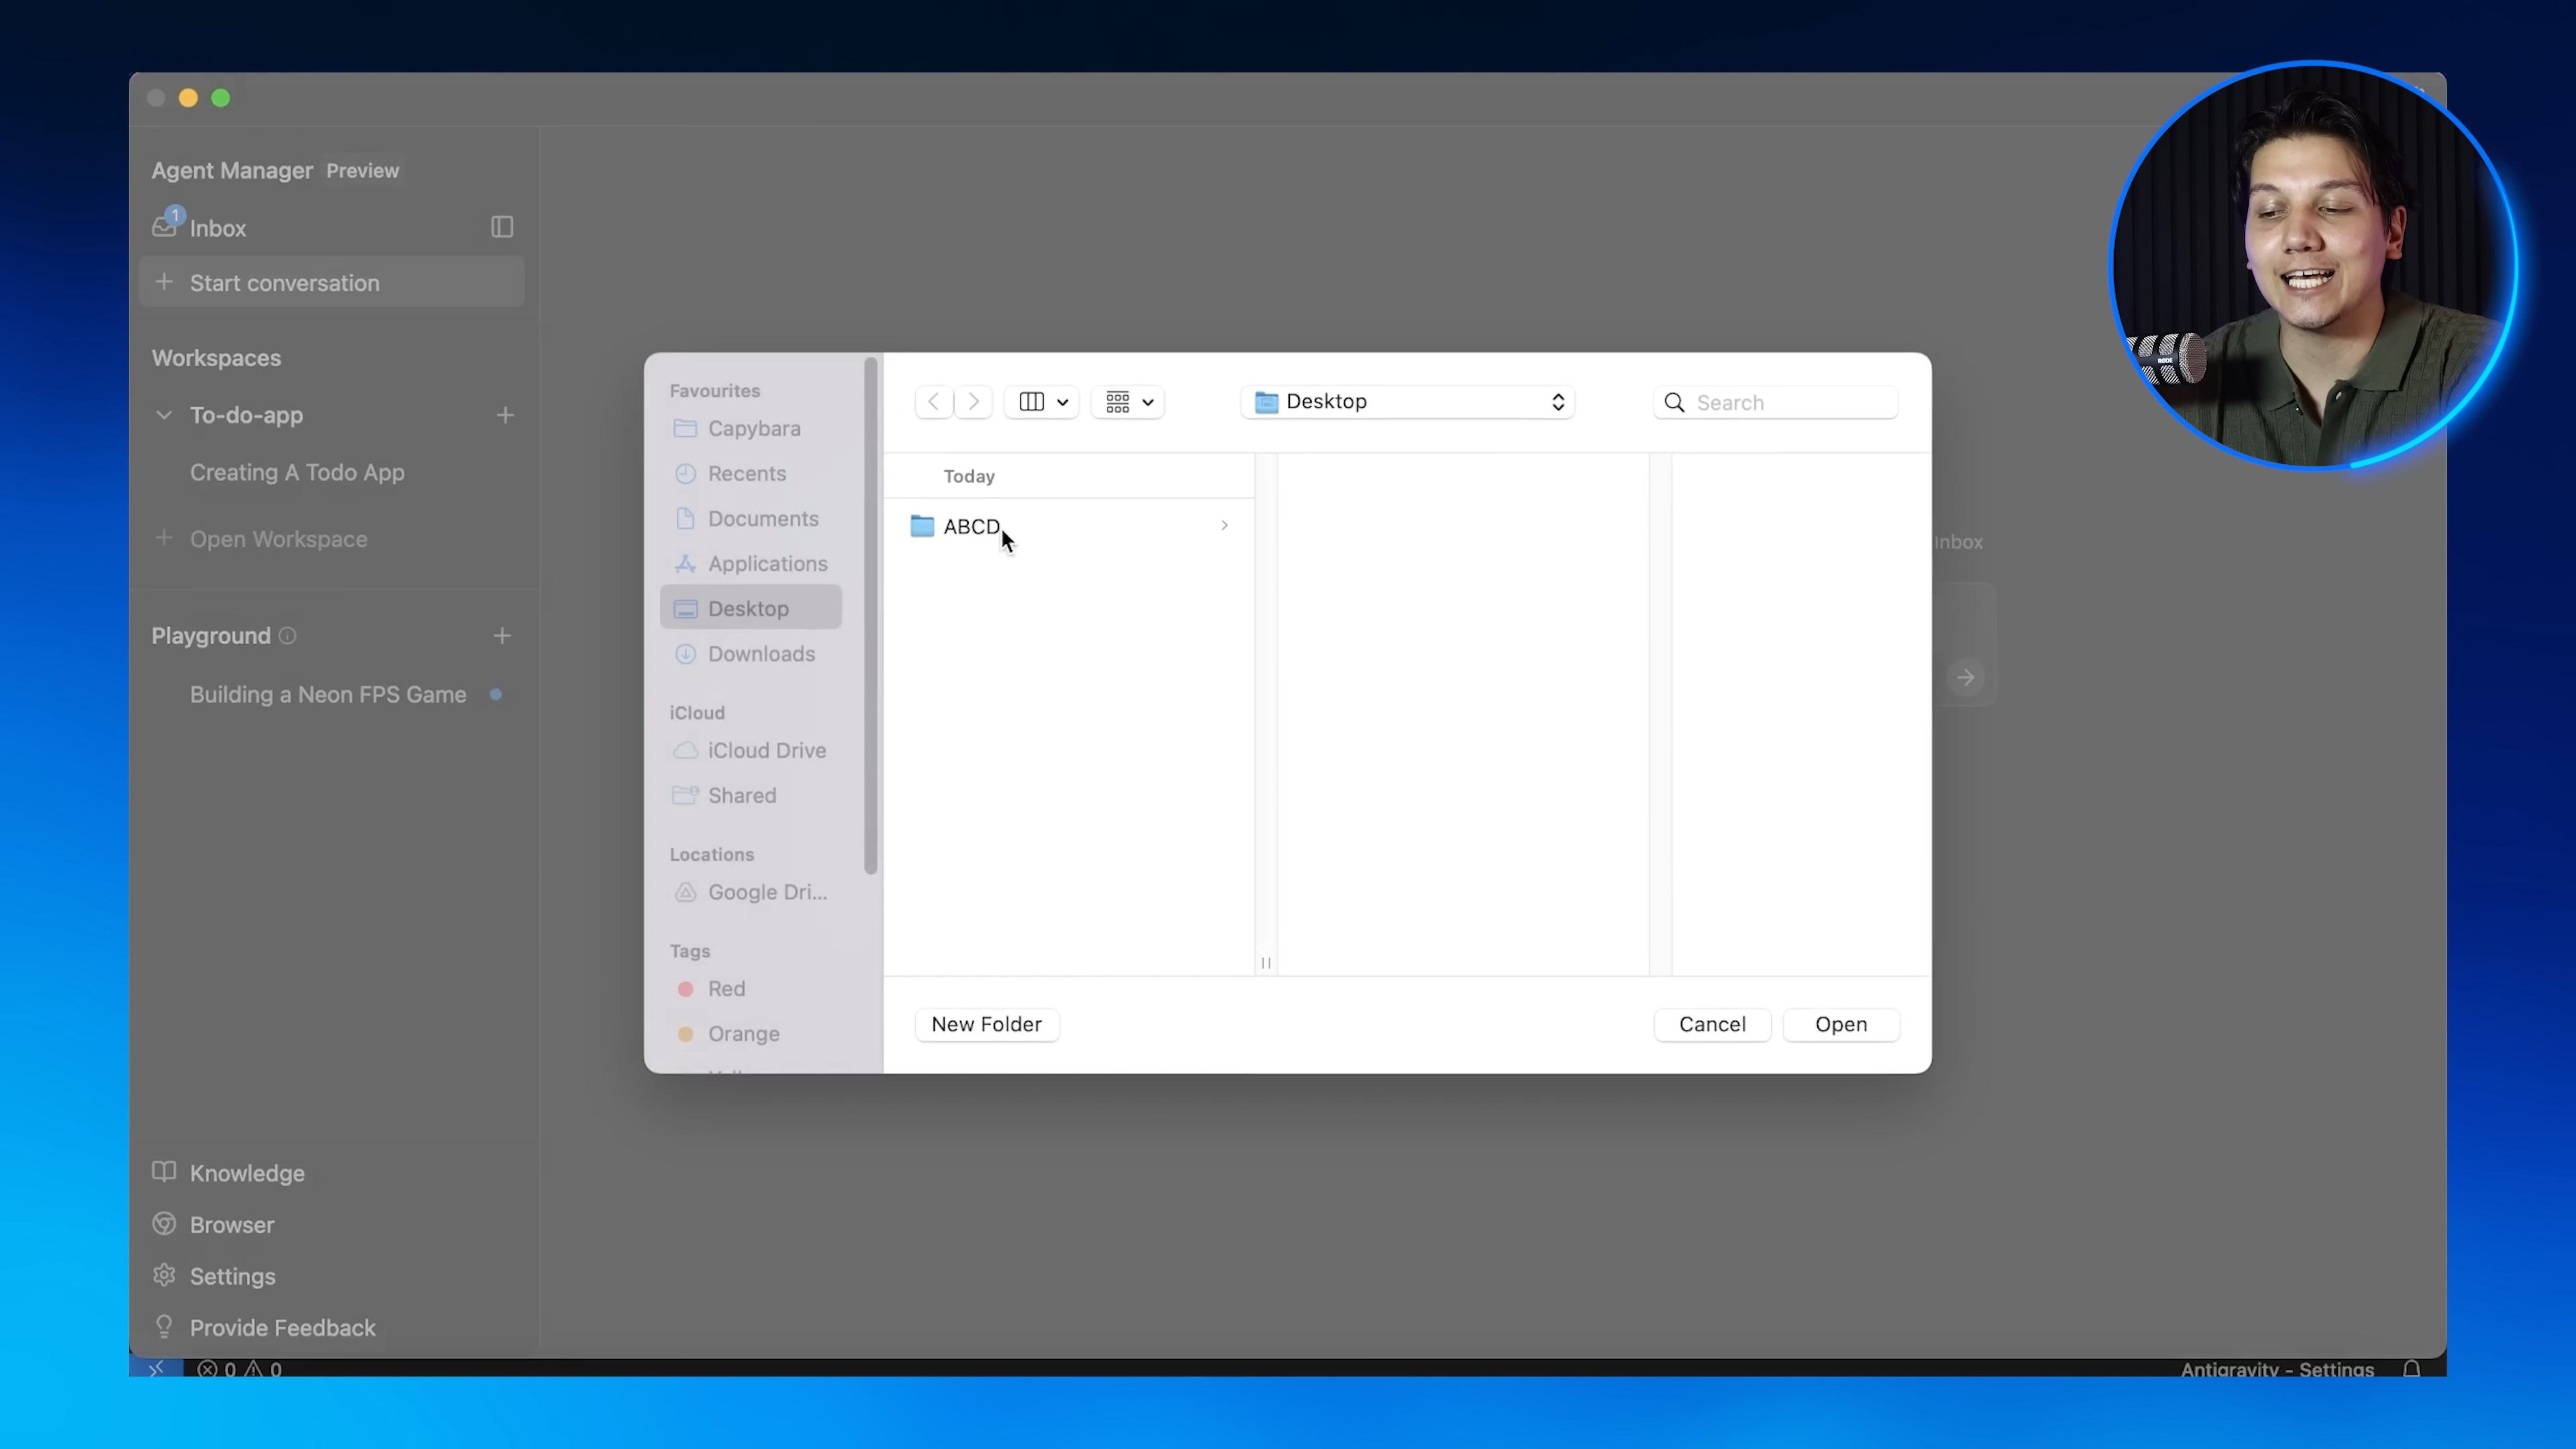 Agent Manager Preview
1
Inbox
Start conversation
Workspaces
To-do-app
Creating A Todo App
Open Workspace
Playground
Building a Neon FPS Game
Knowledge
Browser
Settings
Provide Feedback
Favourites
Capybara
Recents
Documents
Applications
Desktop
Downloads
iCloud
iCloud Drive
Shared
Locations
Google Dri...
Tags
Red
Orange
Desktop
Search
Today
ABCD
New Folder
Cancel
Open
Inbox
RØDE
0 0
Antigravity - Settings